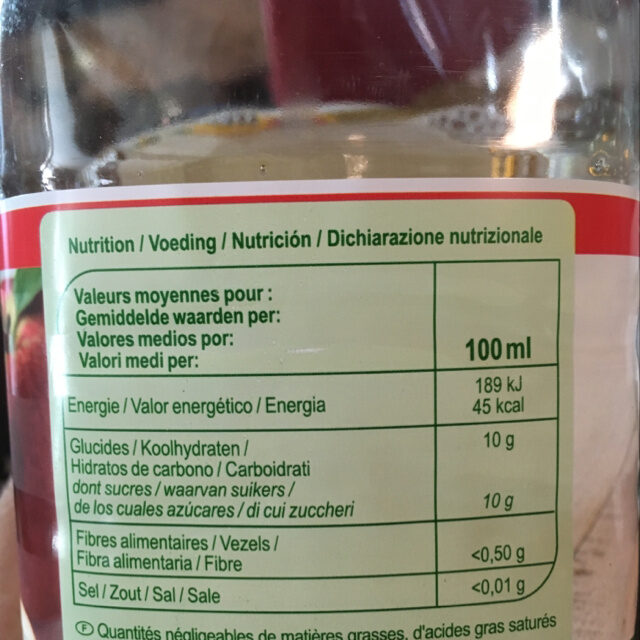 Nutrition / Voeding / Nutrición / Dichiarazione nutrizionale
Valeurs moyennes pour :
Gemiddelde waarden per:
Valores medios por:
Valori medi per:
100 ml
Energie / Valor energético / Energia
189 kJ
45 kcal
Glucides / Koolhydraten /
Hidratos de carbono / Carboidrati
10 g
dont sucres / waarvan suikers /
de los cuales azúcares / di cui zuccheri
10 g
Fibres alimentaires / Vezels /
Fibra alimentaria / Fibre
<0,50 g
Sel / Zout / Sal / Sale
<0,01 g
Ⓕ Quantités négligeables de matières grasses, d'acides gras saturés